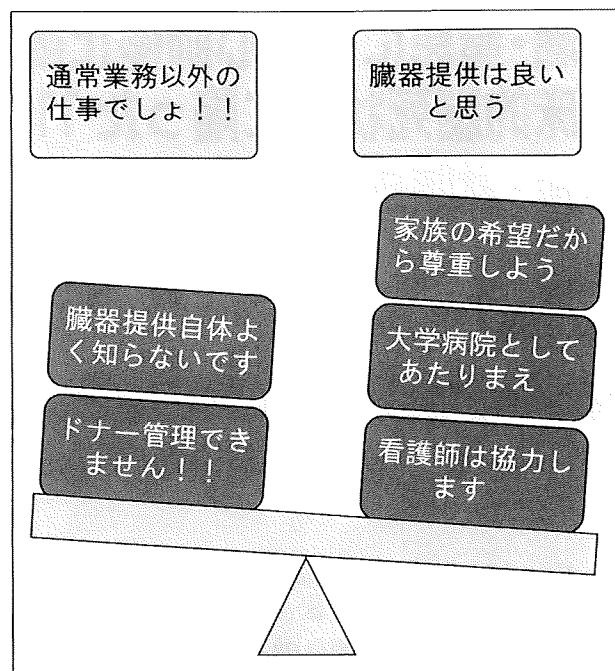 通常業務以外の
仕事でしょ！！
臓器提供は良い
と思う
臓器提供自体よ
く知らないです
ドナー管理でき
ません！！
家族の希望だか
ら尊重しよう
大学病院として
あたりまえ
看護師は協力し
ます